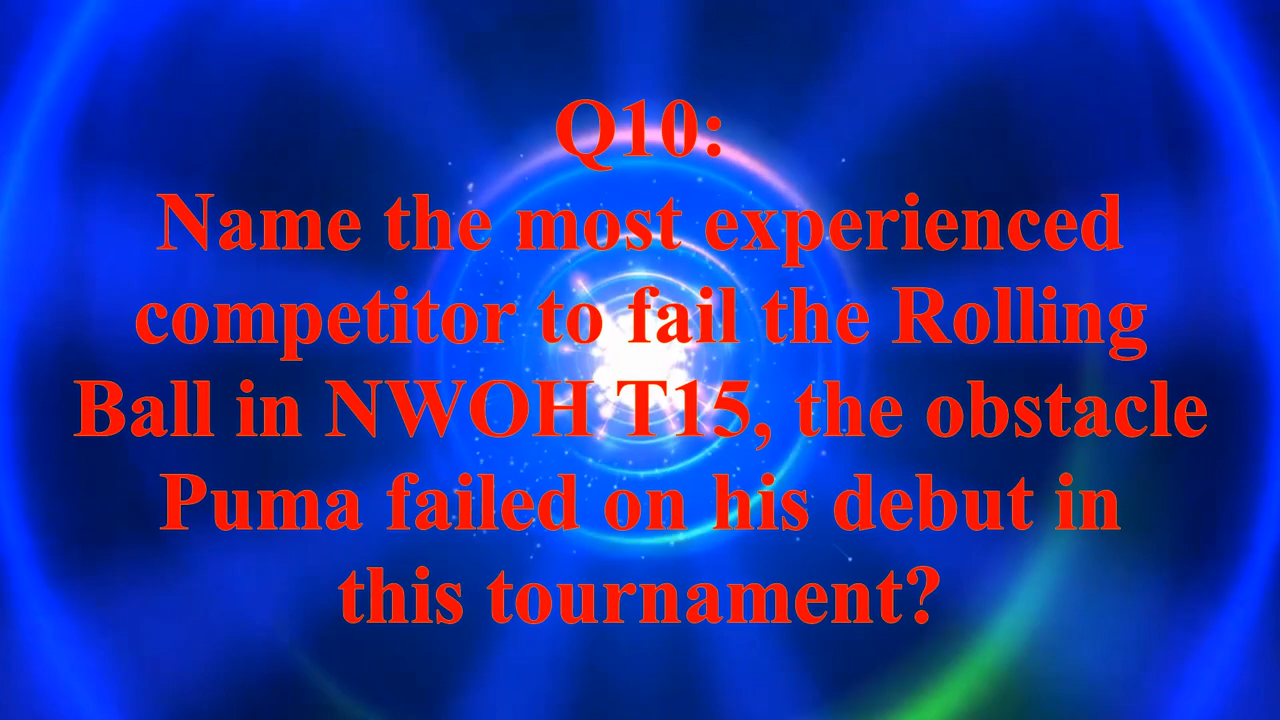 Q10:
Name the most experienced
competitor to fail the Rolling
Ball in NWOH T15, the obstacle
Puma failed on his debut in
this tournament?